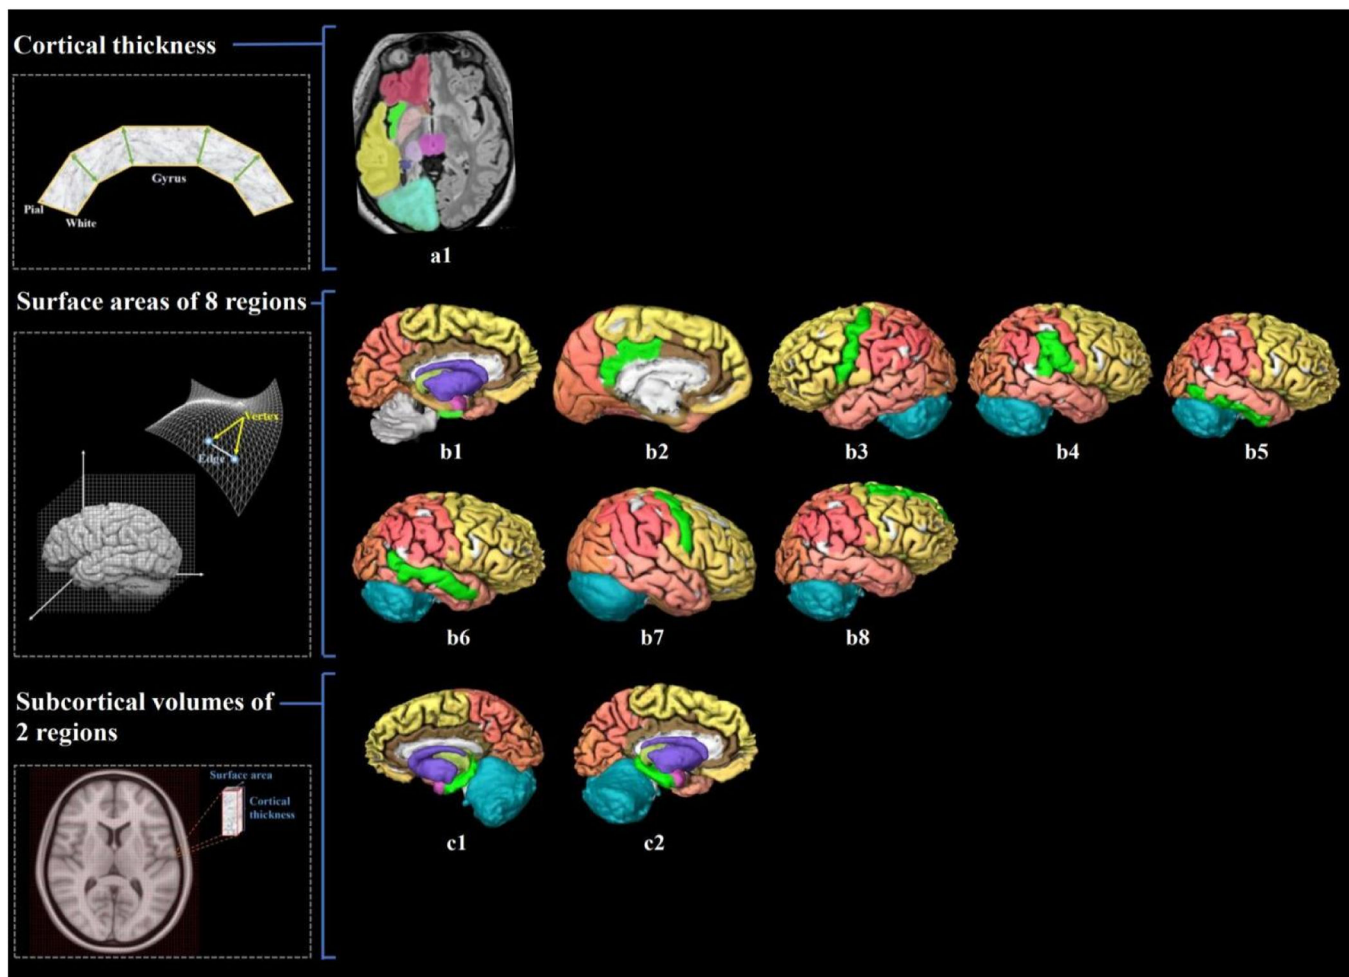 Cortical thickness
Pial
White
Gyrus
a1
Surface areas of 8 regions
Vertex
Edge
b1
b2
b3
b4
b5
b6
b7
b8
Subcortical volumes of
2 regions
Surface area
Cortical
thickness
c1
c2